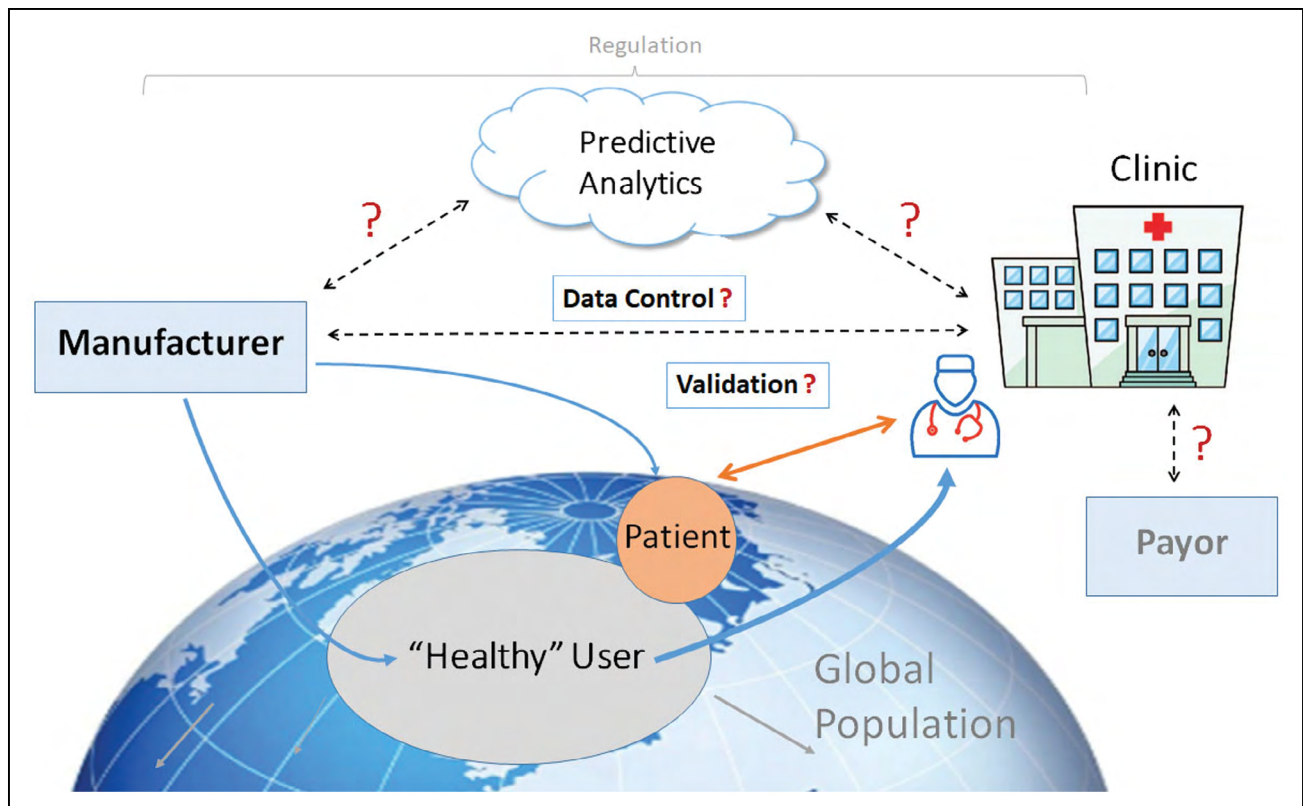 Regulation
Predictive
Analytics
Clinic
?
?
Data Control ?
Manufacturer
Validation ?
?
Patient
Payor
“Healthy” User
Global
Population